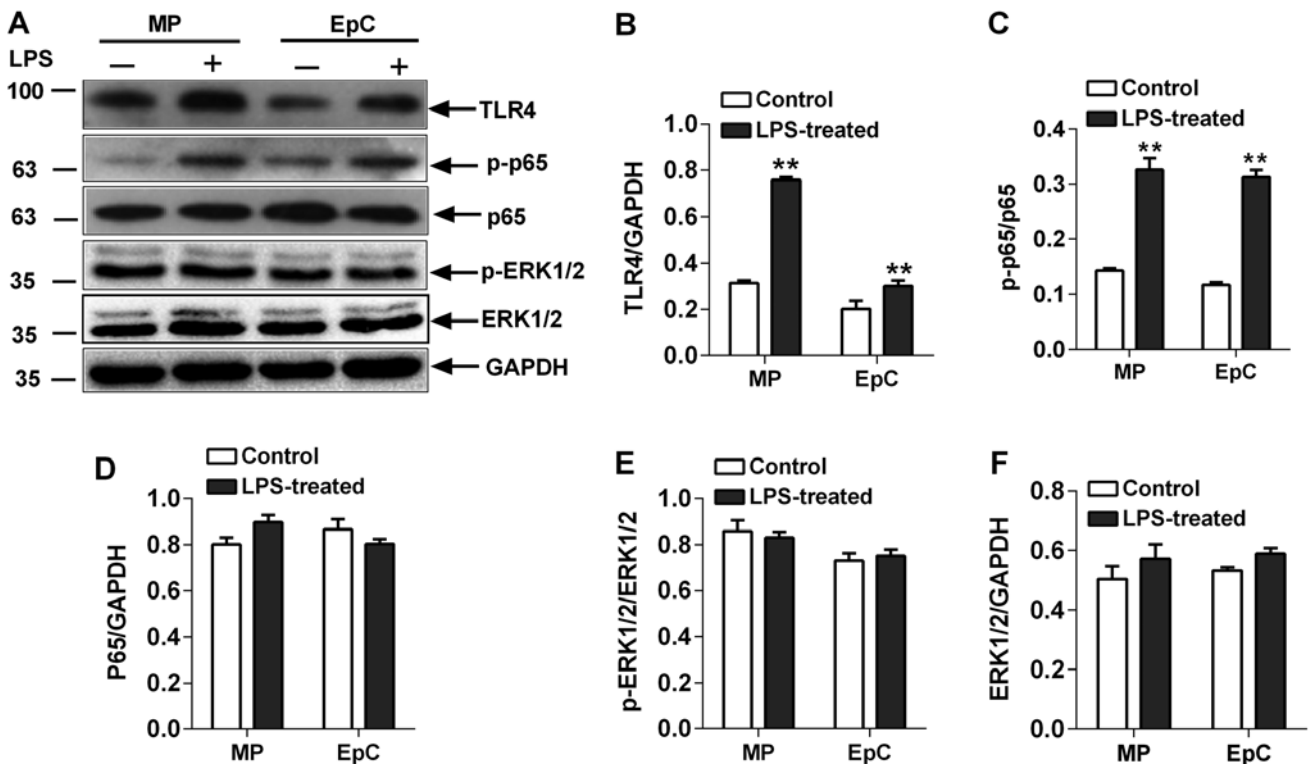 A
MP EpC
LPS — + — +
100 TLR4
63 p-p65
63 p65
35 p-ERK1/2
35 ERK1/2
35 GAPDH
B
Control
LPS-treated
TLR4/GAPDH
1.0
0.8
0.6
0.4
0.2
0.0
**
**
MP EpC
C
Control
LPS-treated
p-p65/p65
0.4
0.3
0.2
0.1
0.0
**
**
MP EpC
D
Control
LPS-treated
P65/GAPDH
1.0
0.8
0.6
0.4
0.2
0.0
MP EpC
E
Control
LPS-treated
p-ERK1/2/ERK1/2
1.0
0.8
0.6
0.4
0.2
0.0
MP EpC
F
Control
LPS-treated
ERK1/2/GAPDH
0.8
0.6
0.4
0.2
0.0
MP EpC